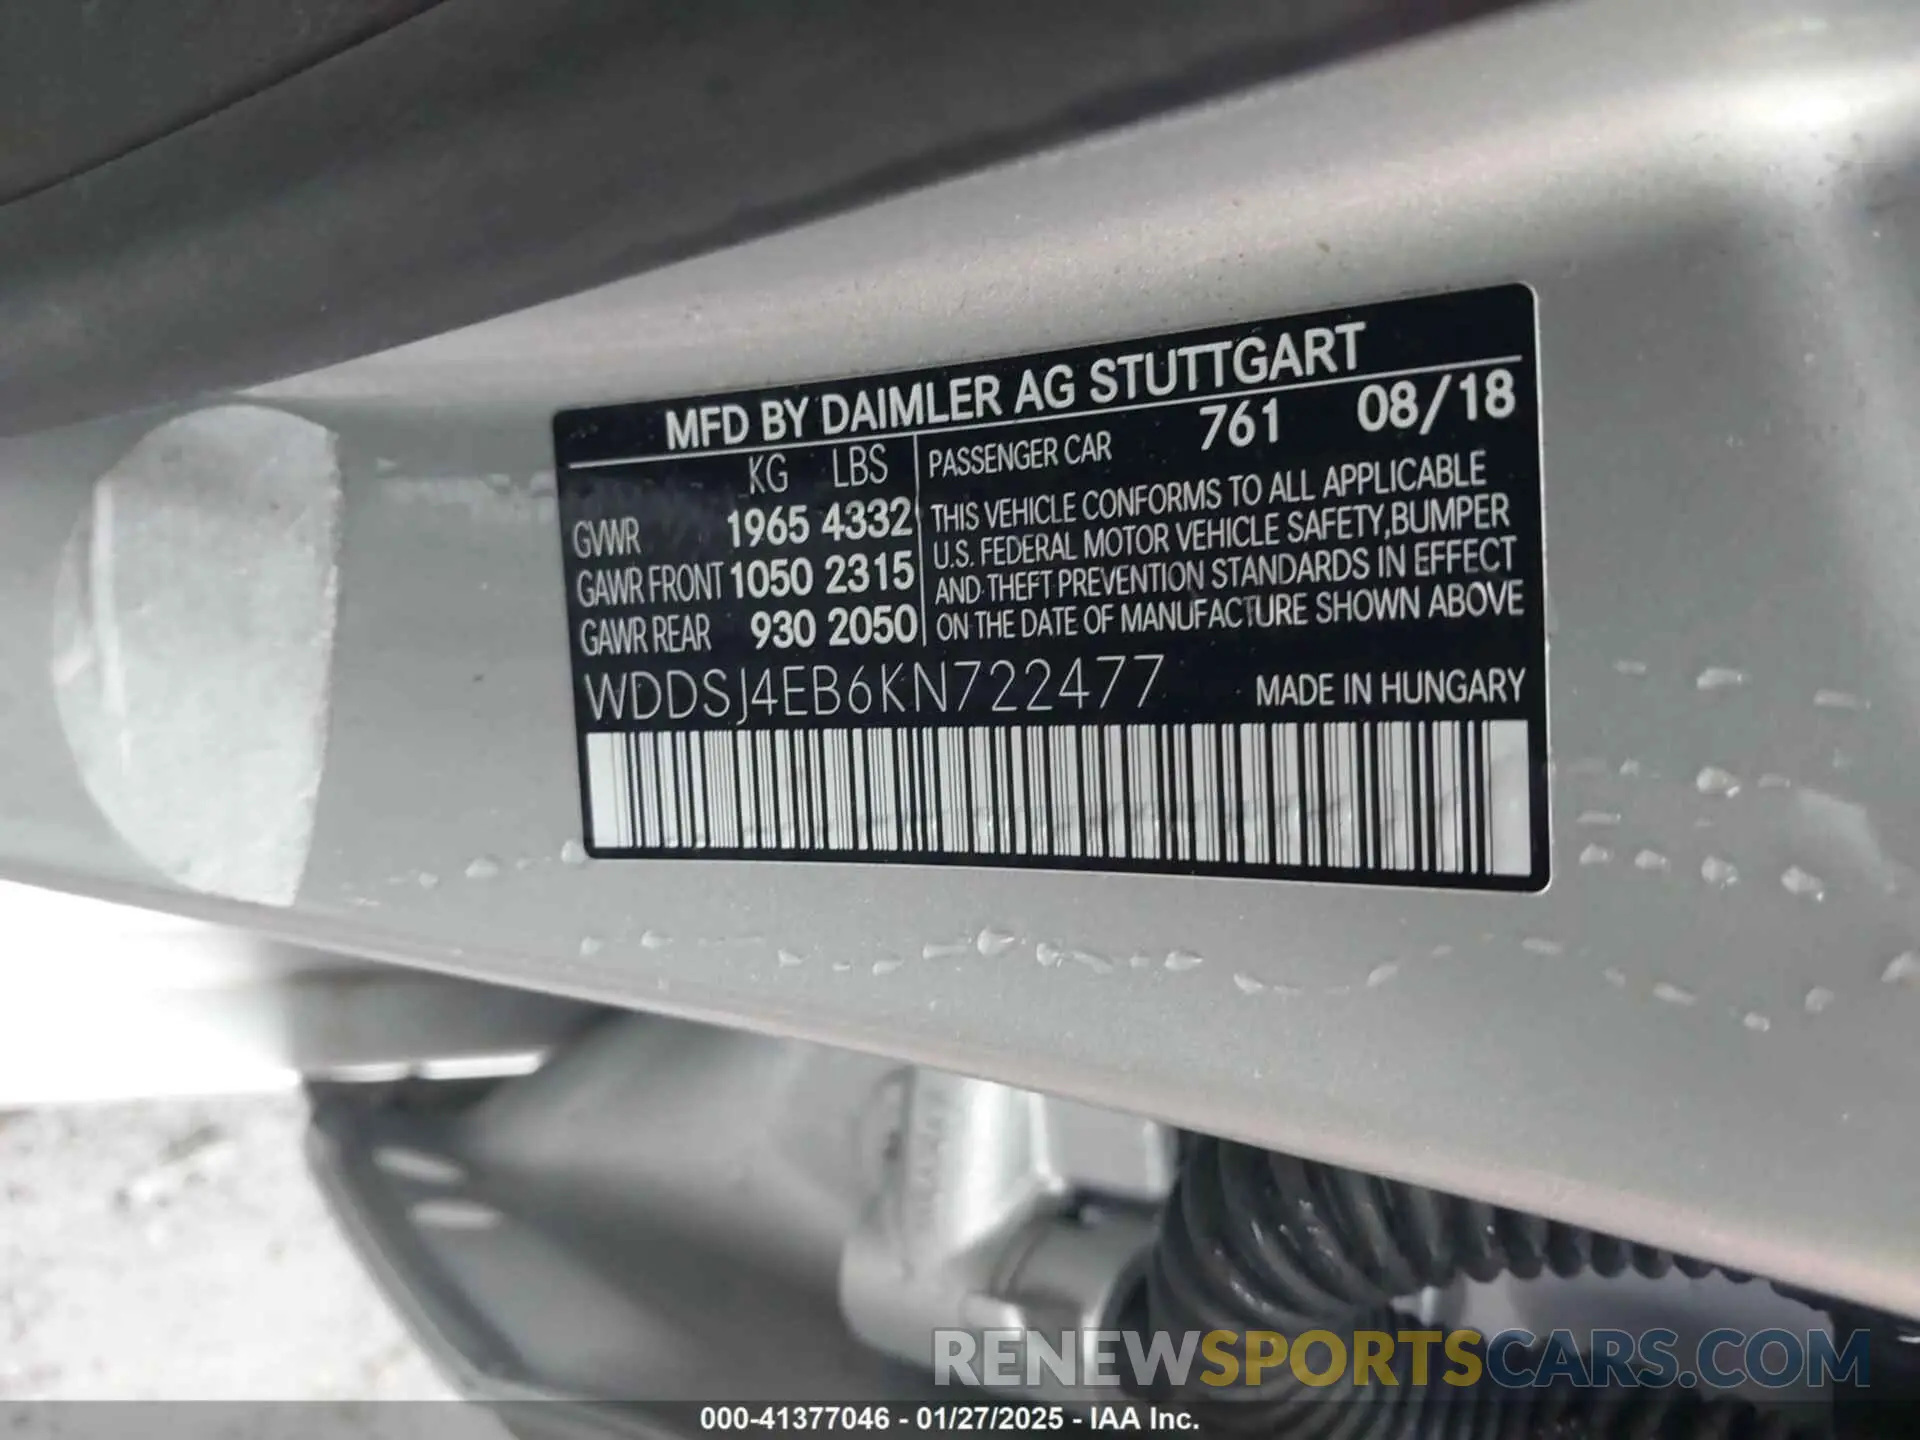 MFD BY DAIMLER AG STUTTGART
KG LBS
GVWR 1965 4332
GAWR FRONT 1050 2315
GAWR REAR 930 2050
PASSENGER CAR 761 08/18
THIS VEHICLE CONFORMS TO ALL APPLICABLE
U.S. FEDERAL MOTOR VEHICLE SAFETY,BUMPER
AND THEFT PREVENTION STANDARDS IN EFFECT
ON THE DATE OF MANUFACTURE SHOWN ABOVE
WDDSJ4EB6KN722477 MADE IN HUNGARY
RENEWSPORTSCARS.COM
000-41377046 - 01/27/2025 - IAA Inc.